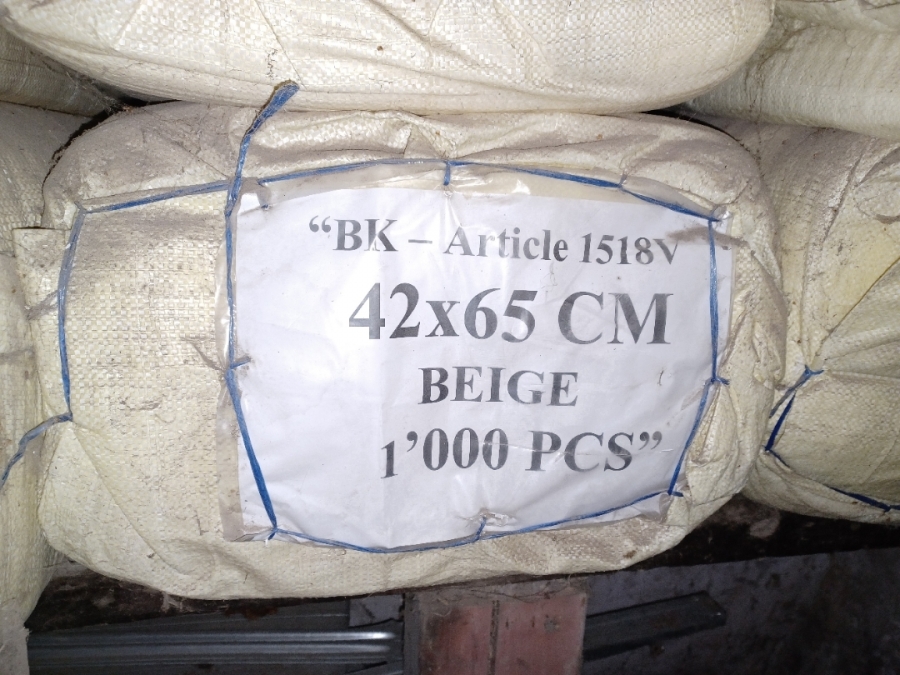 “BK – Article 1518V
42x65 CM
BEIGE
1’000 PCS”